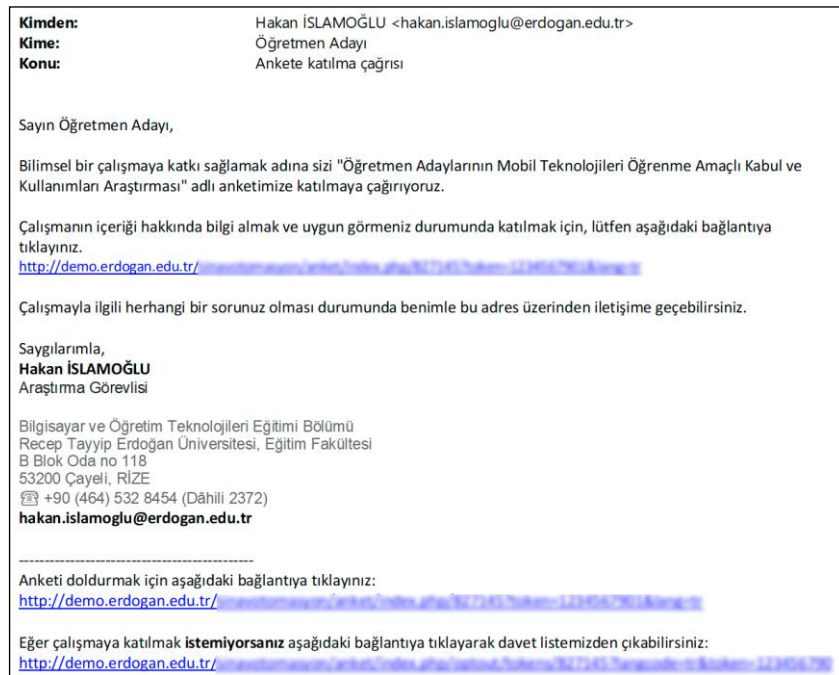 Kimden: Hakan İSLAMOĞLU <hakan.islamoglu@erdogan.edu.tr>
Kime: Öğretmen Adayı
Konu: Ankete katılma çağrısı
Sayın Öğretmen Adayı,
Bilimsel bir çalışmaya katkı sağlamak adına sizi "Öğretmen Adaylarının Mobil Teknolojileri Öğrenme Amaçlı Kabul ve
Kullanımları Araştırması" adlı anketimize katılmaya çağırıyoruz.
Çalışmanın içeriği hakkında bilgi almak ve uygun görmeniz durumunda katılmak için, lütfen aşağıdaki bağlantıya
tıklayınız.
http://demo.erdogan.edu.tr/
Çalışmayla ilgili herhangi bir sorunuz olması durumunda benimle bu adres üzerinden iletişime geçebilirsiniz.
Saygılarımla,
Hakan İSLAMOĞLU
Araştırma Görevlisi
Bilgisayar ve Öğretim Teknolojileri Eğitimi Bölümü
Recep Tayyip Erdoğan Üniversitesi, Eğitim Fakültesi
B Blok Oda no 118
53200 Çayeli, RİZE
☏ +90 (464) 532 8454 (Dâhili 2372)
hakan.islamoglu@erdogan.edu.tr
---------------------------------------------
Anketi doldurmak için aşağıdaki bağlantıya tıklayınız:
http://demo.erdogan.edu.tr/
Eğer çalışmaya katılmak istemiyorsanız aşağıdaki bağlantıya tıklayarak davet listemizden çıkabilirsiniz:
http://demo.erdogan.edu.tr/